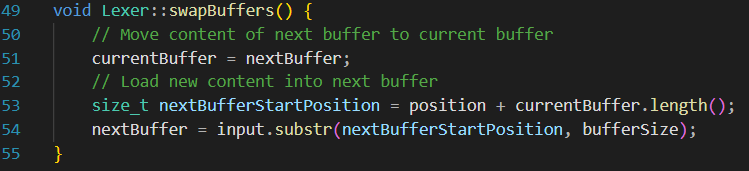 49 void Lexer::swapBuffers() {
50     // Move content of next buffer to current buffer
51     currentBuffer = nextBuffer;
52     // Load new content into next buffer
53     size_t nextBufferStartPosition = position + currentBuffer.length();
54     nextBuffer = input.substr(nextBufferStartPosition, bufferSize);
55 }